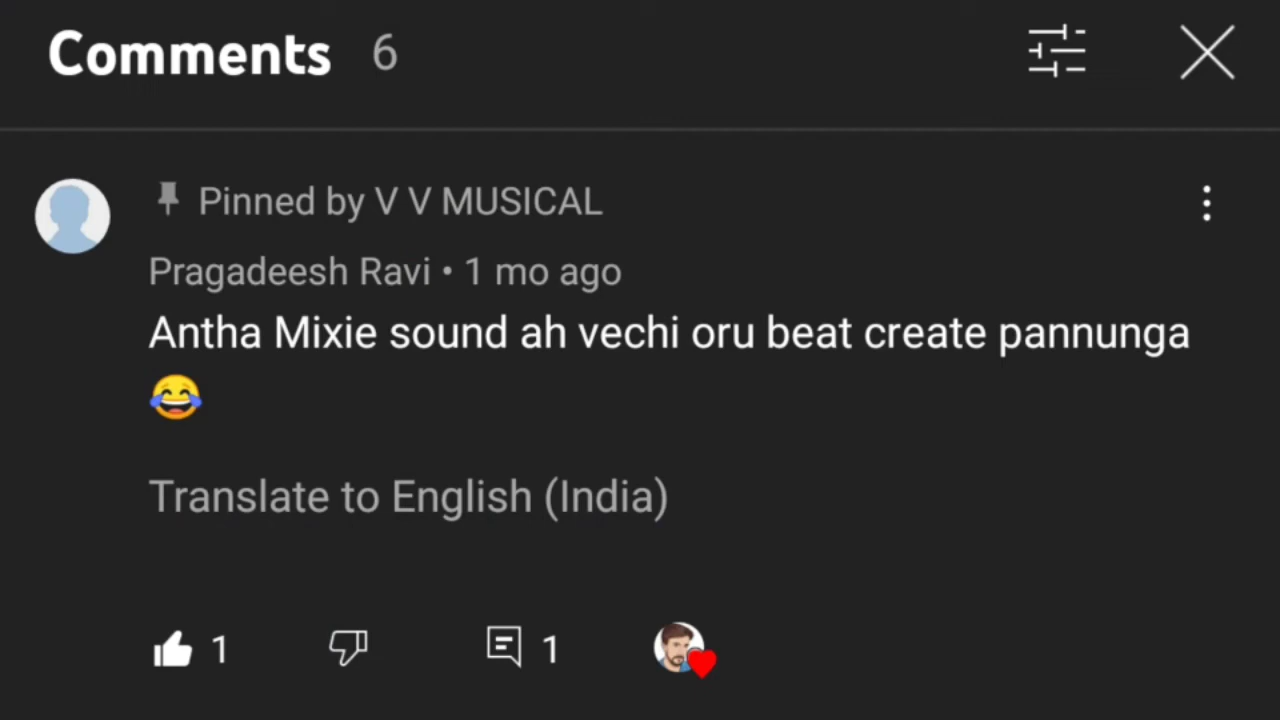 Comments 6
Pinned by V V MUSICAL
Pragadeesh Ravi • 1 mo ago
Antha Mixie sound ah vechi oru beat create pannunga
😂
Translate to English (India)
1 1